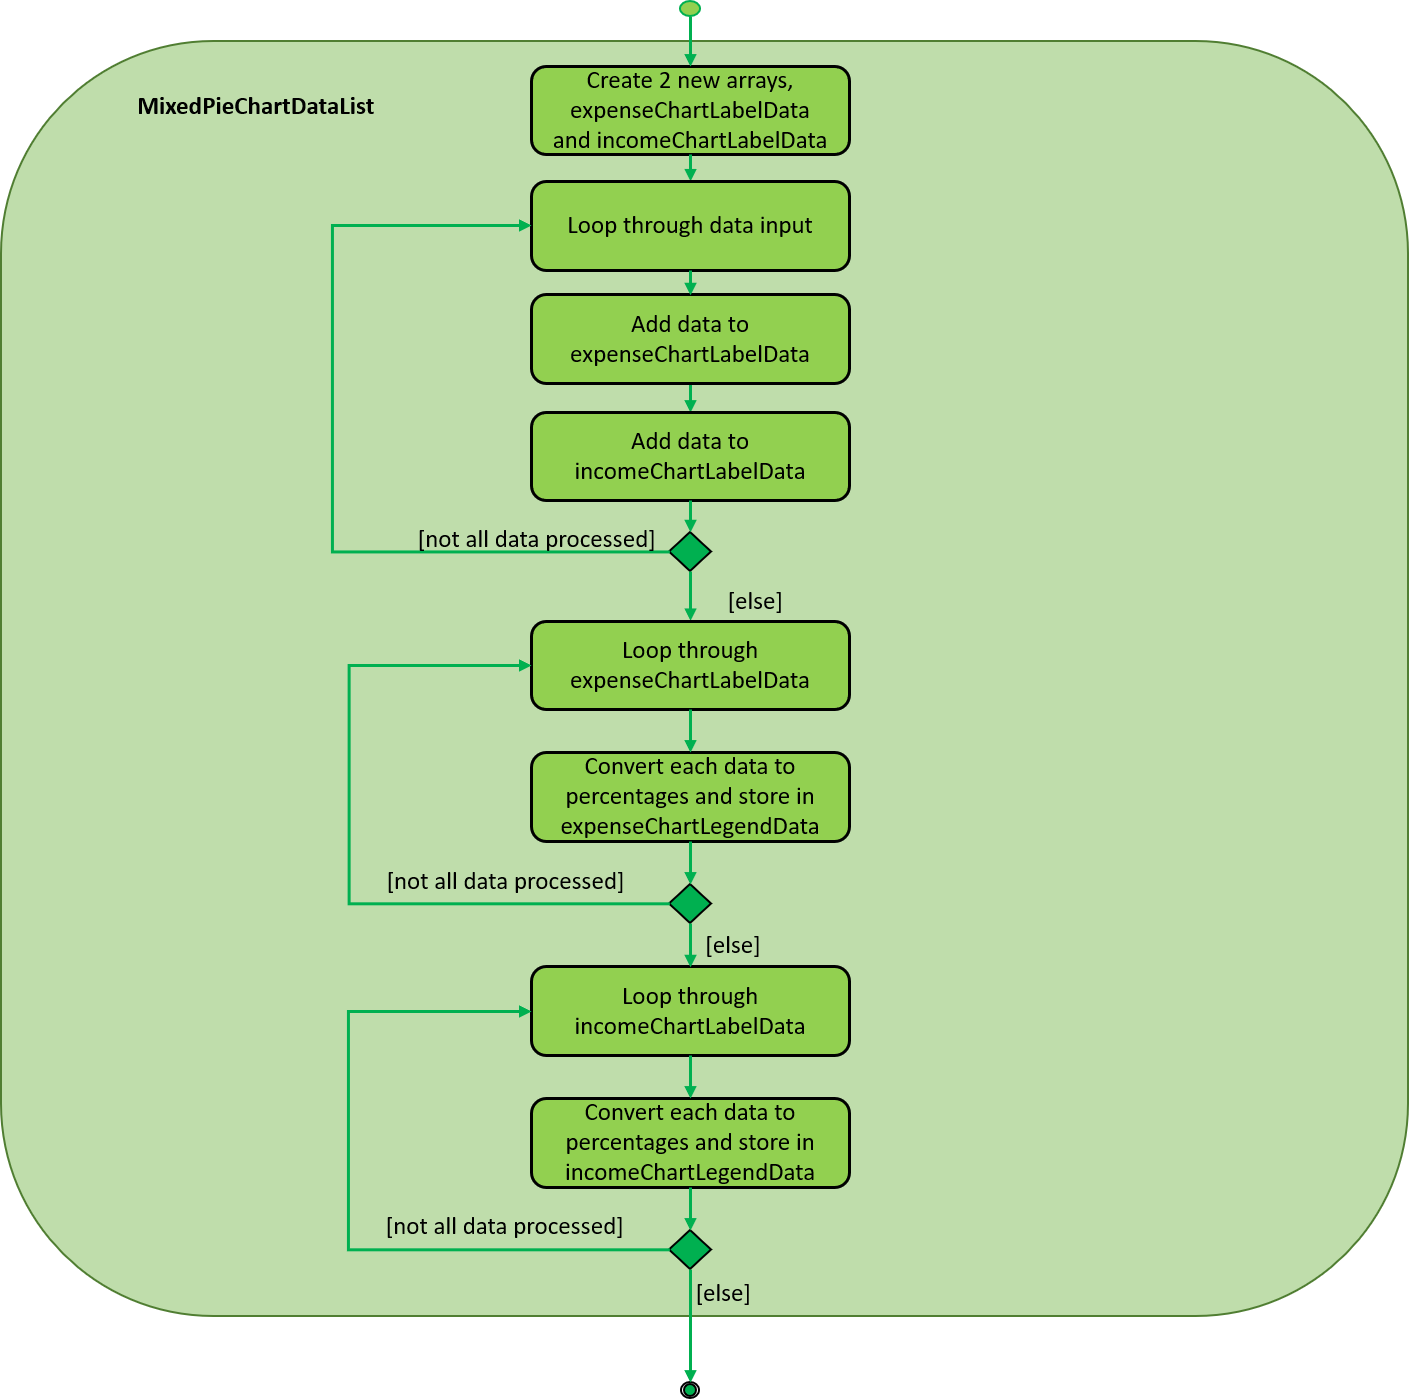 MixedPieChartDataList
Create 2 new arrays,
expenseChartLabelData
and incomeChartLabelData
Loop through data input
Add data to
expenseChartLabelData
Add data to
incomeChartLabelData
[not all data processed]
[else]
Loop through
expenseChartLabelData
Convert each data to
percentages and store in
expenseChartLegendData
[not all data processed]
[else]
Loop through
incomeChartLabelData
Convert each data to
percentages and store in
incomeChartLegendData
[not all data processed]
[else]